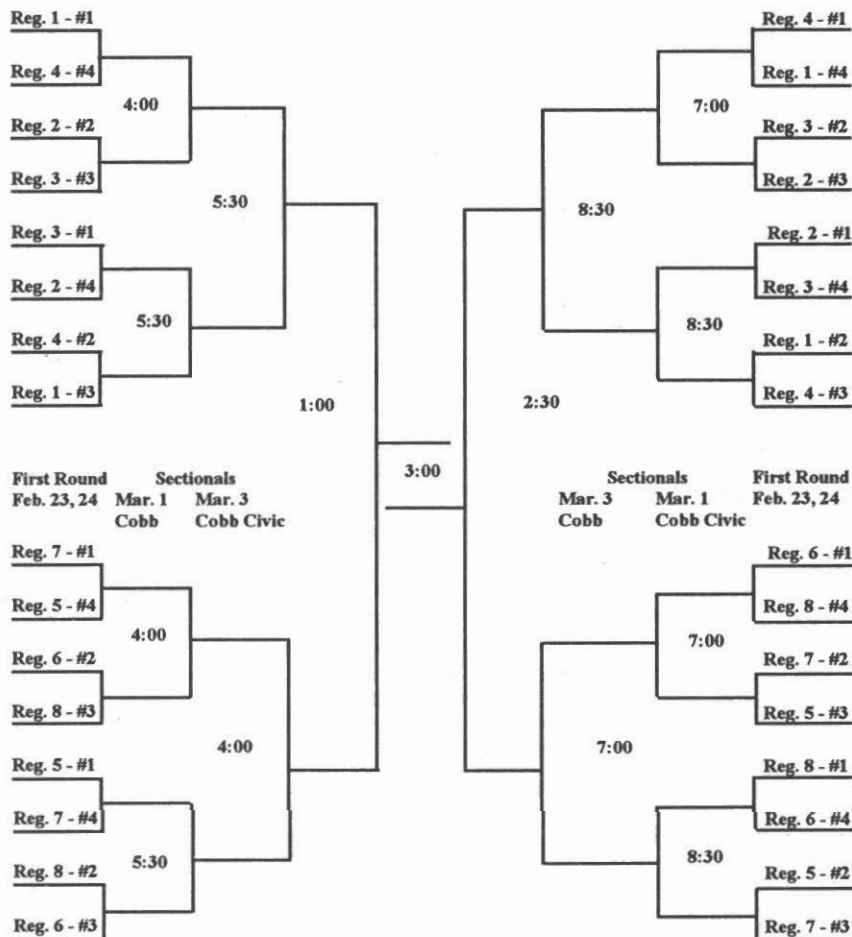 Reg. 1 - #1
Reg. 4 - #4
4:00
Reg. 2 - #2
Reg. 3 - #3
5:30
Reg. 3 - #1
Reg. 2 - #4
5:30
Reg. 4 - #2
Reg. 1 - #3
1:00
Reg. 4 - #1
Reg. 1 - #4
7:00
Reg. 3 - #2
Reg. 2 - #3
8:30
Reg. 2 - #1
Reg. 3 - #4
8:30
Reg. 1 - #2
Reg. 4 - #3
2:30
3:00
First Round Sectionals
Feb. 23, 24 Mar. 1 Mar. 3
Cobb Cobb Civic
Sectionals First Round
Mar. 3 Mar. 1 Feb. 23, 24
Cobb Cobb Civic
Reg. 7 - #1
Reg. 5 - #4
4:00
Reg. 6 - #2
Reg. 8 - #3
4:00
Reg. 5 - #1
Reg. 7 - #4
5:30
Reg. 8 - #2
Reg. 6 - #3
Reg. 6 - #1
Reg. 8 - #4
7:00
Reg. 7 - #2
Reg. 5 - #3
7:00
Reg. 8 - #1
Reg. 6 - #4
8:30
Reg. 5 - #2
Reg. 7 - #3